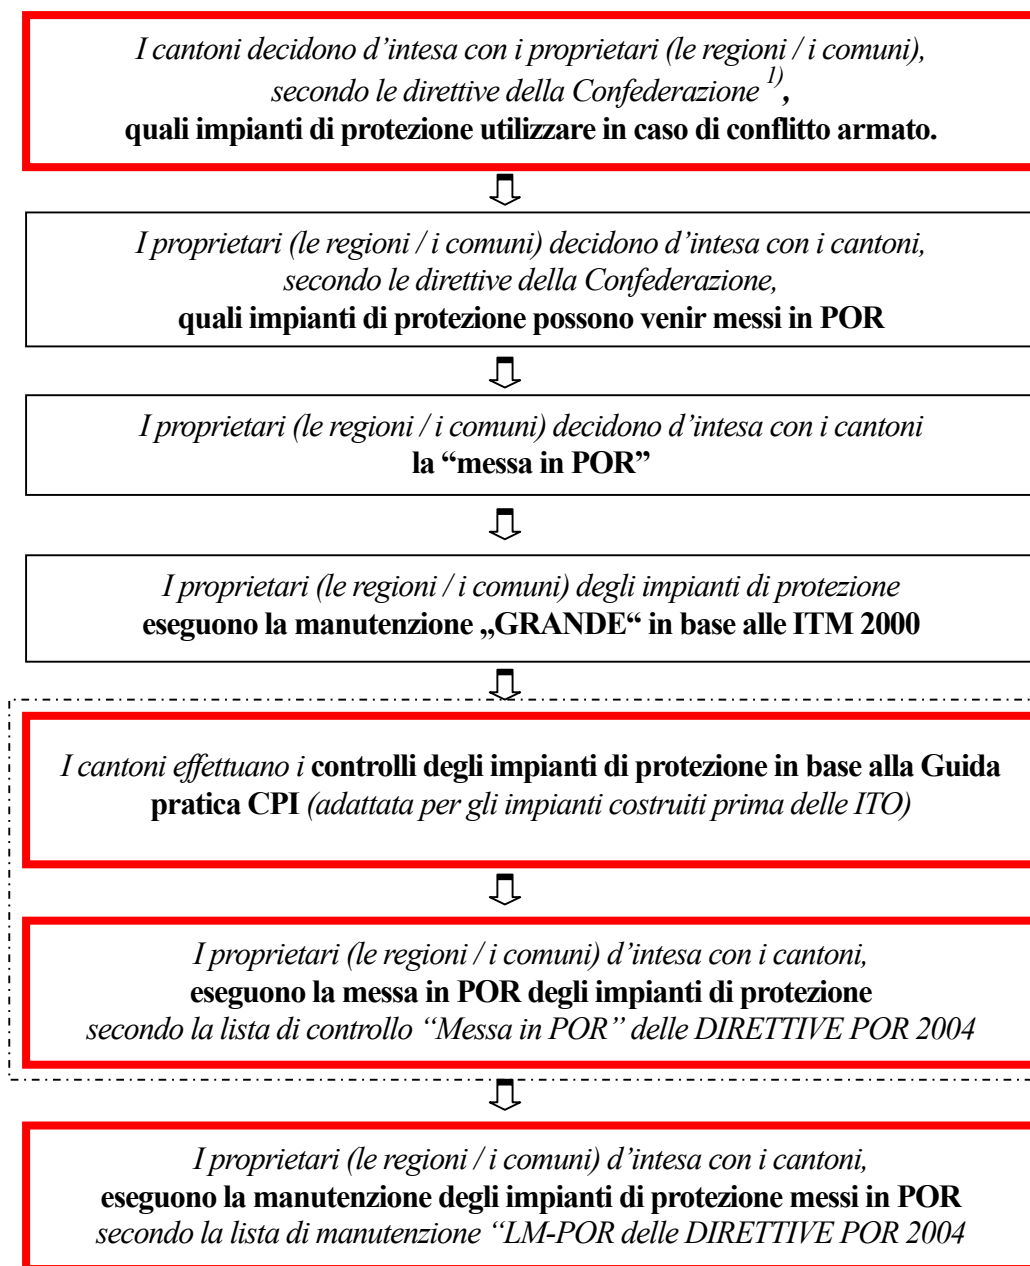 I cantoni decidono d’intesa con i proprietari (le regioni / i comuni),
secondo le direttive della Confederazione 1),
quali impianti di protezione utilizzare in caso di conflitto armato.
I proprietari (le regioni / i comuni) decidono d’intesa con i cantoni,
secondo le direttive della Confederazione,
quali impianti di protezione possono venir messi in POR
I proprietari (le regioni / i comuni) decidono d’intesa con i cantoni
la “messa in POR”
I proprietari (le regioni / i comuni) degli impianti di protezione
eseguono la manutenzione „GRANDE“ in base alle ITM 2000
I cantoni effettuano i controlli degli impianti di protezione in base alla Guida
pratica CPI (adattata per gli impianti costruiti prima delle ITO)
I proprietari (le regioni / i comuni) d’intesa con i cantoni,
eseguono la messa in POR degli impianti di protezione
secondo la lista di controllo “Messa in POR” delle DIRETTIVE POR 2004
I proprietari (le regioni / i comuni) d’intesa con i cantoni,
eseguono la manutenzione degli impianti di protezione messi in POR
secondo la lista di manutenzione “LM-POR delle DIRETTIVE POR 2004